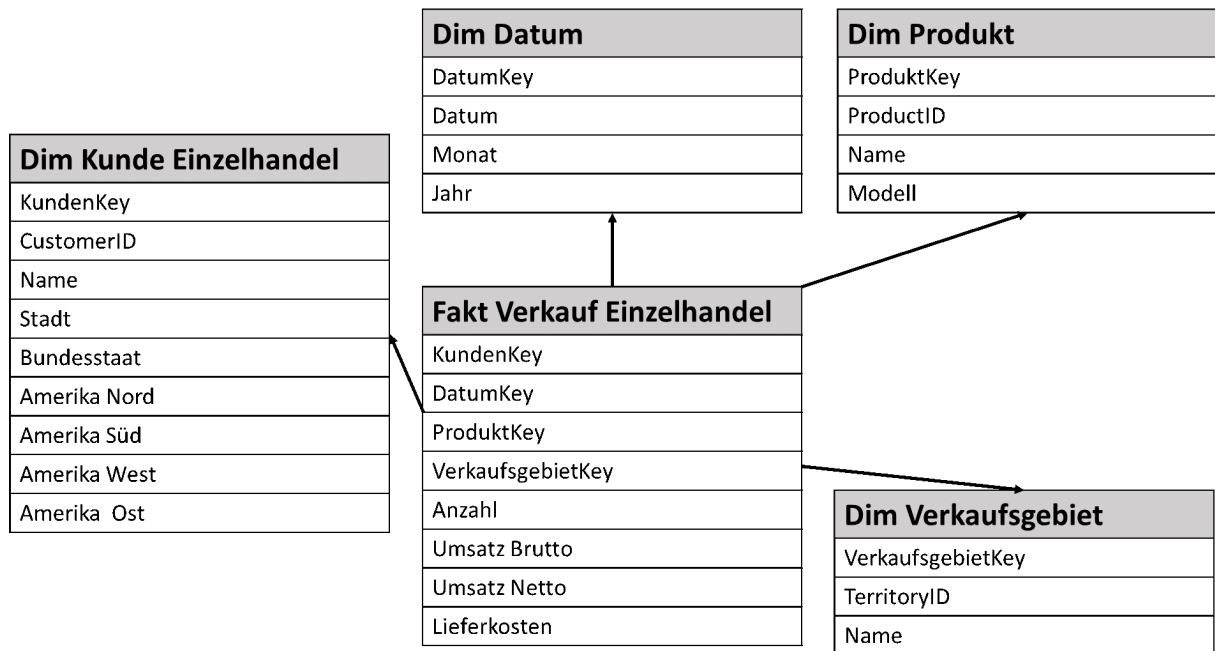 Dim Datum
DatumKey
Datum
Monat
Jahr
Dim Produkt
ProduktKey
ProductID
Name
Modell
Dim Kunde Einzelhandel
KundenKey
CustomerID
Name
Stadt
Bundesstaat
Amerika Nord
Amerika Süd
Amerika West
Amerika Ost
Fakt Verkauf Einzelhandel
KundenKey
DatumKey
ProduktKey
VerkaufsgebietKey
Anzahl
Umsatz Brutto
Umsatz Netto
Lieferkosten
Dim Verkaufsgebiet
VerkaufsgebietKey
TerritoryID
Name